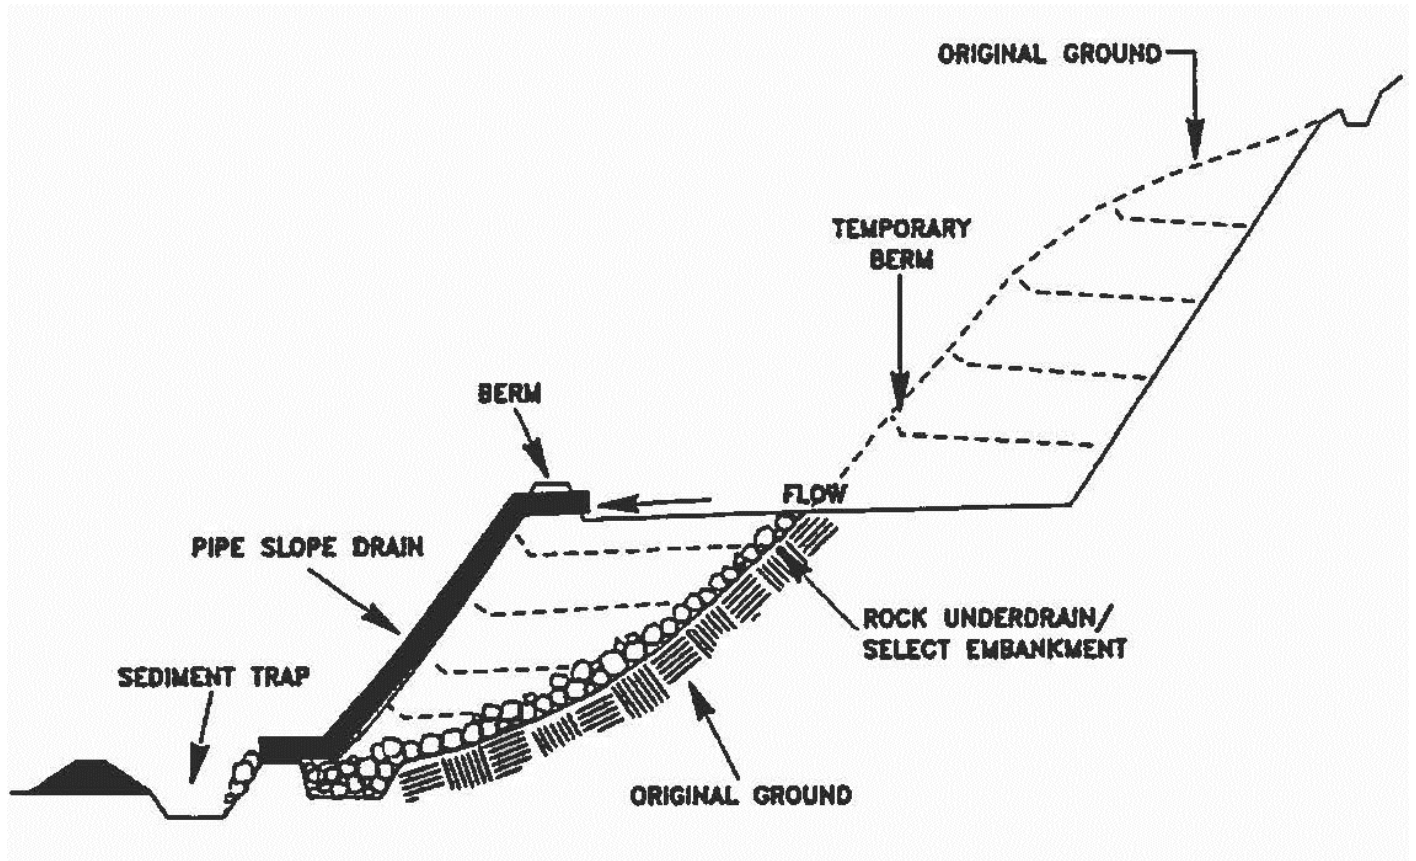 ORIGINAL GROUND
TEMPORARY
BERM
BERM
FLOW
PIPE SLOPE DRAIN
ROCK UNDERDRAIN/
SELECT EMBANKMENT
SEDIMENT TRAP
ORIGINAL GROUND